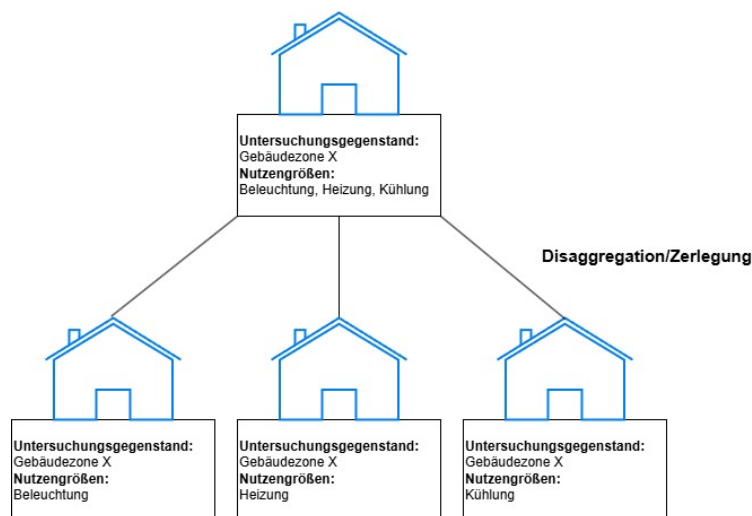 Untersuchungsgegenstand:
Gebäudezone X
Nutzengrößen:
Beleuchtung, Heizung, Kühlung
Disaggregation/Zerlegung
Untersuchungsgegenstand:
Gebäudezone X
Nutzengrößen:
Beleuchtung
Untersuchungsgegenstand:
Gebäudezone X
Nutzengrößen:
Heizung
Untersuchungsgegenstand:
Gebäudezone X
Nutzengrößen:
Kühlung